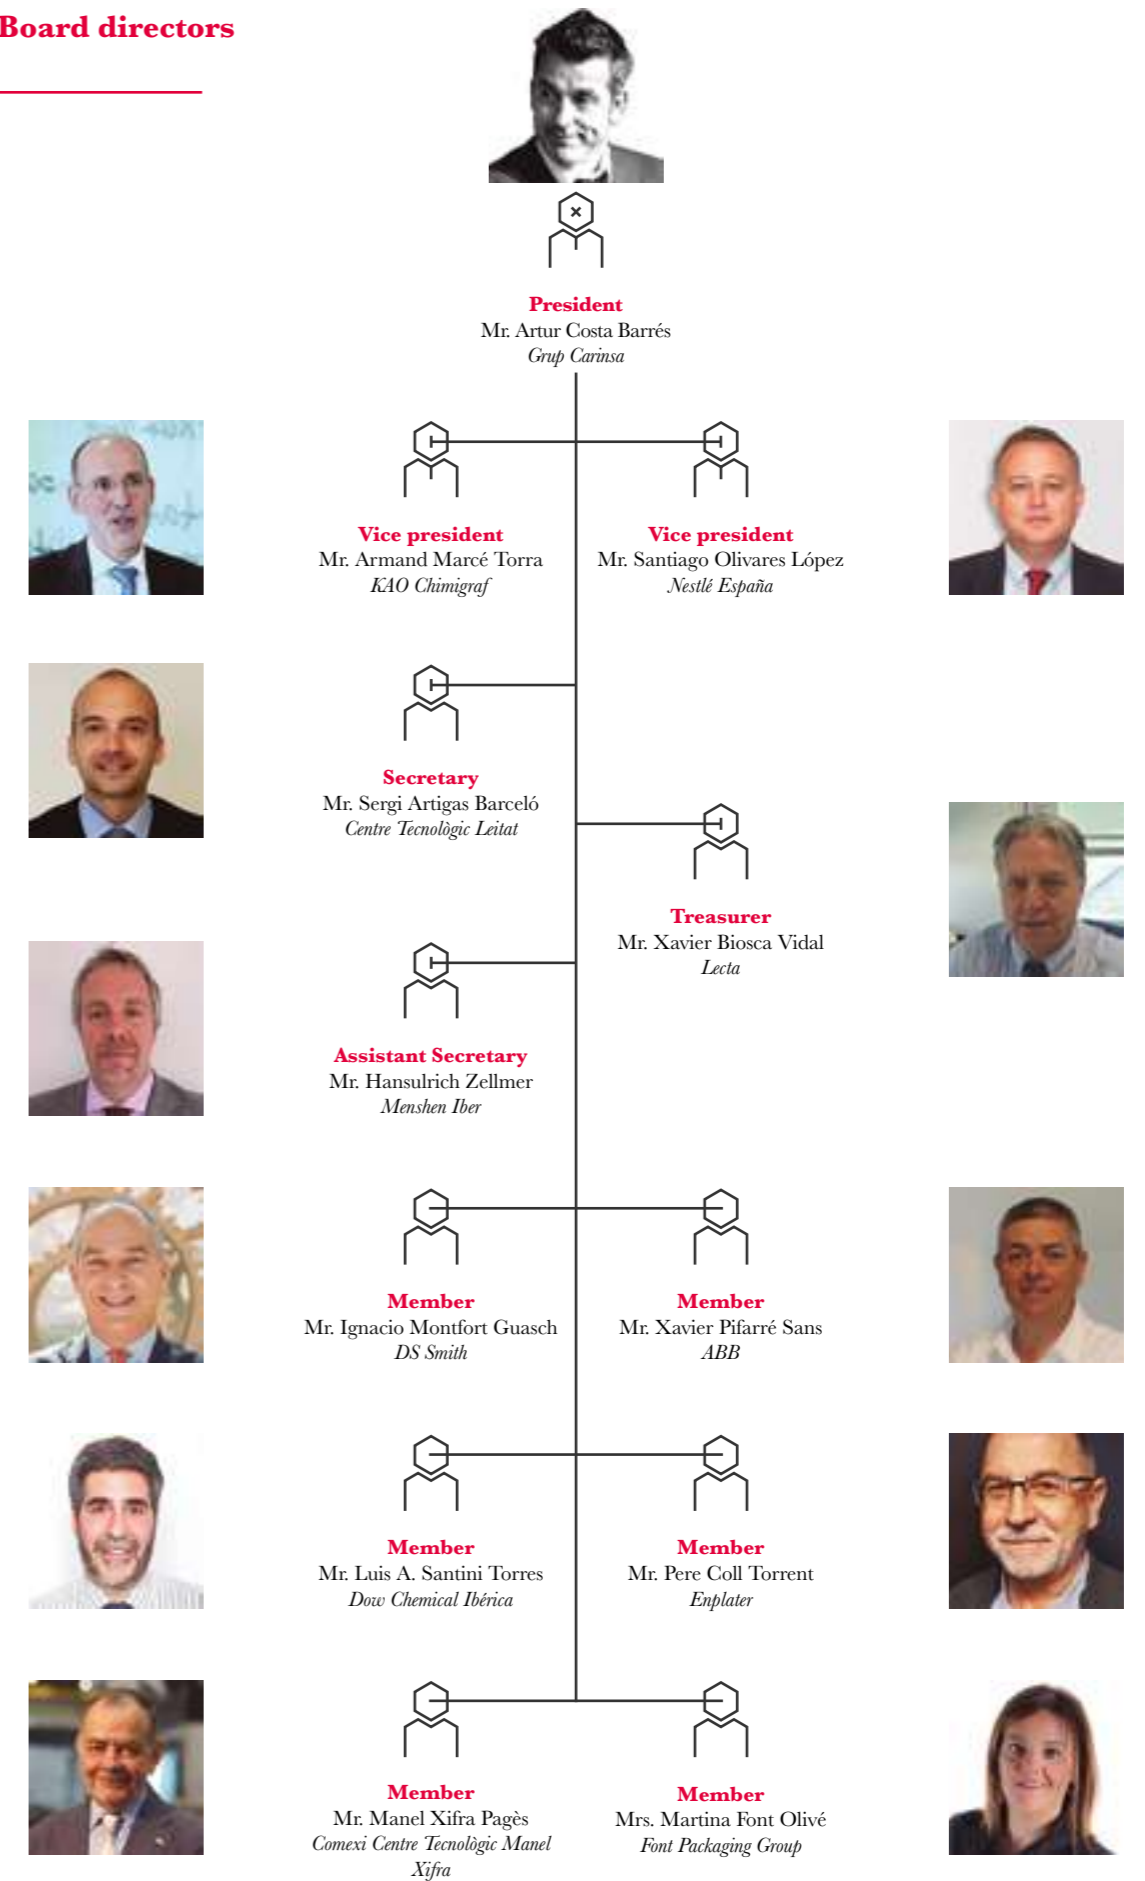 Board directors
President
Mr. Artur Costa Barrés
Grup Carinsa
Vice president
Mr. Armand Marcé Torra
KAO Chimigraf
Vice president
Mr. Santiago Olivares López
Nestlé España
Secretary
Mr. Sergi Artigas Barceló
Centre Tecnològic Leitat
Treasurer
Mr. Xavier Biosca Vidal
Lecta
Assistant Secretary
Mr. Hansulrich Zellmer
Menshen Iber
Member
Mr. Ignacio Montfort Guasch
DS Smith
Member
Mr. Xavier Pifarré Sans
ABB
Member
Mr. Luis A. Santini Torres
Dow Chemical Ibérica
Member
Mr. Pere Coll Torrent
Enplater
Member
Mr. Manel Xifra Pagès
Comexi Centre Tecnològic Manel
Xifra
Member
Mrs. Martina Font Olivé
Font Packaging Group